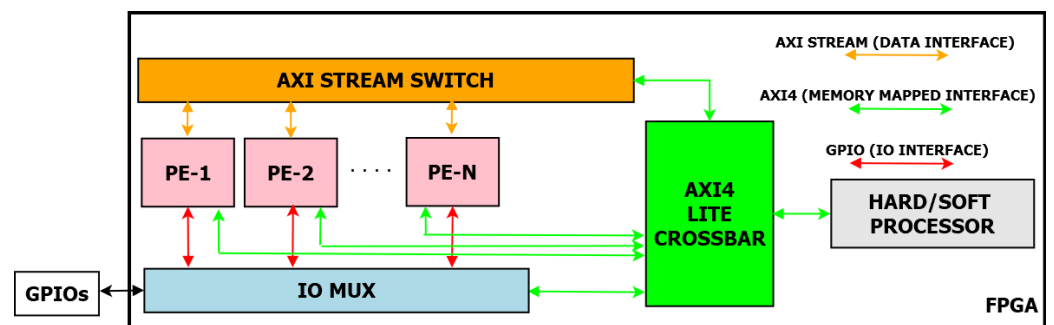 AXI STREAM (DATA INTERFACE)
AXI STREAM SWITCH
AXI4 (MEMORY MAPPED INTERFACE)
GPIO (IO INTERFACE)
PE-1
PE-2
. . . .
PE-N
AXI4
LITE
CROSSBAR
HARD/SOFT
PROCESSOR
GPIOs
IO MUX
FPGA